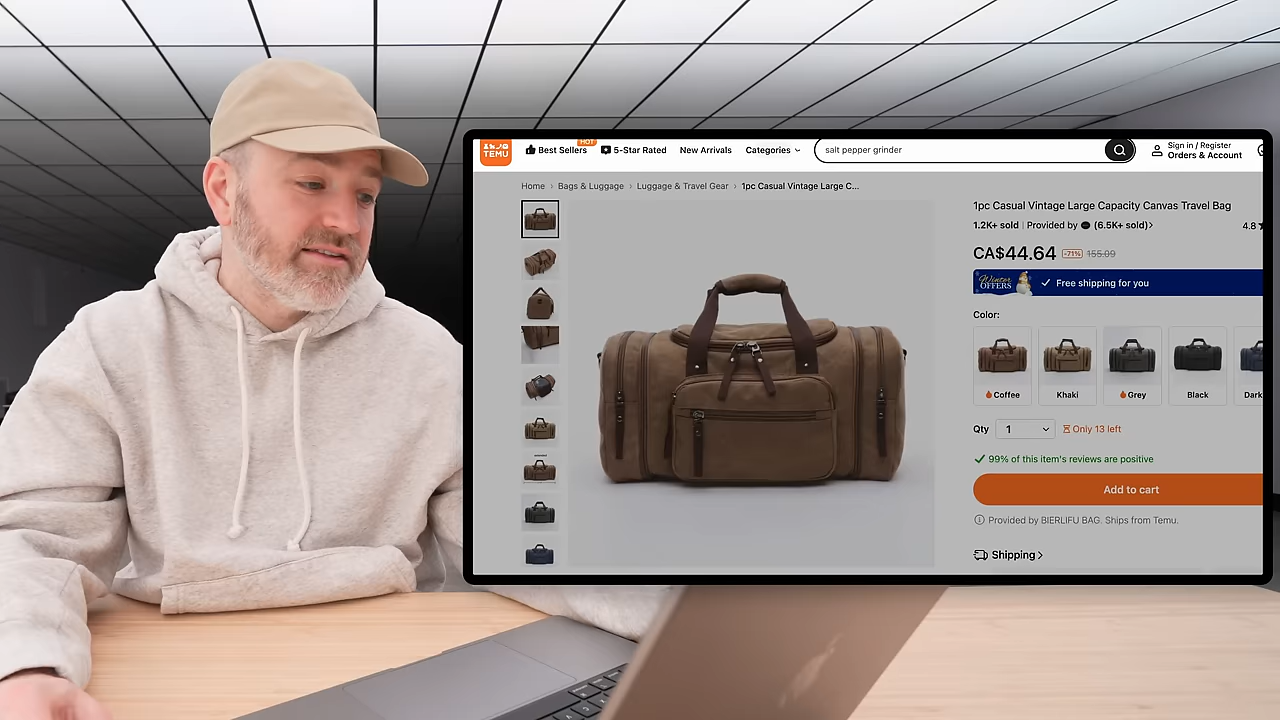 TEMU
Best Sellers
HOT
5-Star Rated
New Arrivals
Categories
salt pepper grinder
Sign in / Register
Orders & Account
Home › Bags & Luggage › Luggage & Travel Gear › 1pc Casual Vintage Large C...
1pc Casual Vintage Large Capacity Canvas Travel Bag
1.2K+ sold | Provided by (6.5K+ sold)›
4.8
CA$44.64 -71% 155.09
Winter OFFERS
Free shipping for you
Color:
Coffee
Khaki
Grey
Black
Dark
Qty 1
Only 13 left
99% of this item's reviews are positive
Add to cart
Provided by BIERLIFU BAG. Ships from Temu.
Shipping›